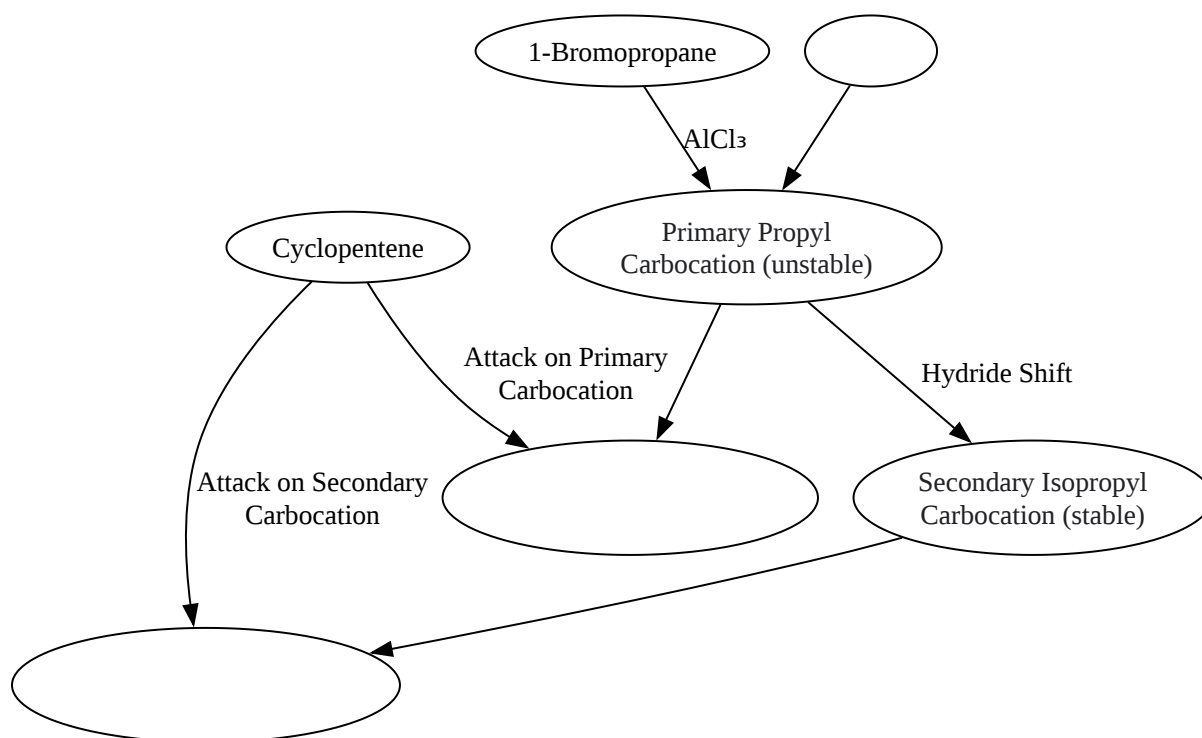 1-Bromopropane
AlCl₃
Cyclopentene
Primary Propyl
Carbocation (unstable)
Attack on Primary
Carbocation
Hydride Shift
Attack on Secondary
Carbocation
Secondary Isopropyl
Carbocation (stable)